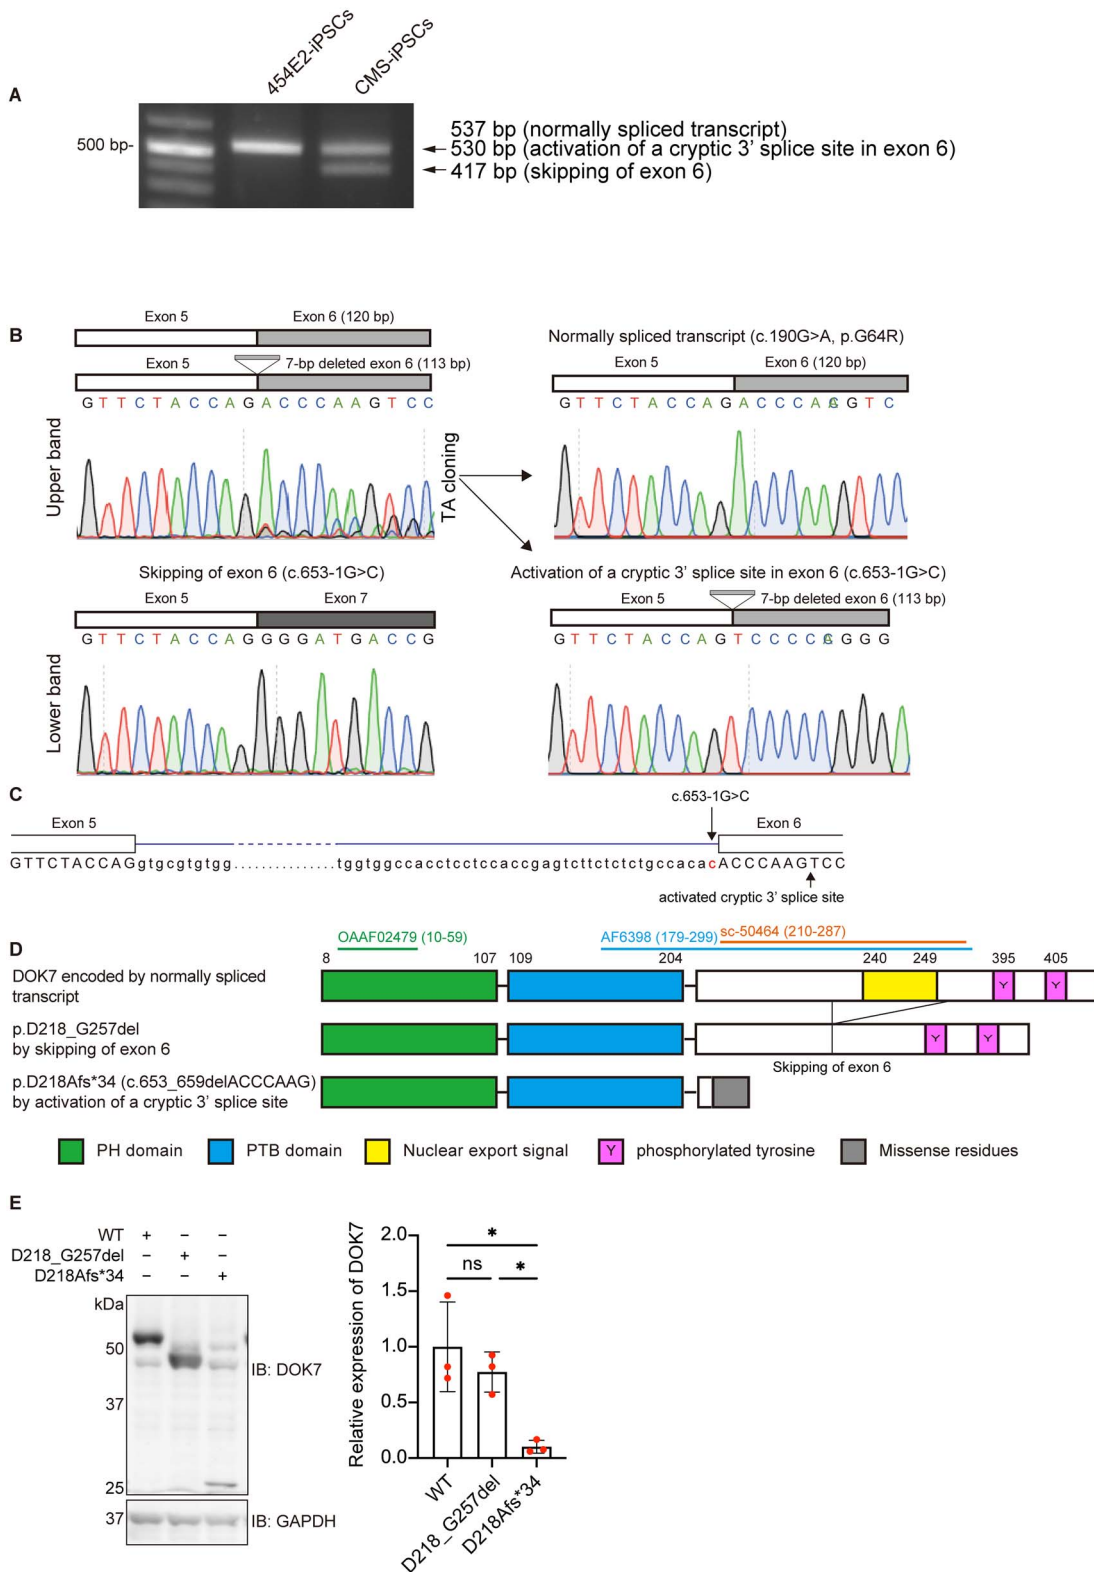 A
454E2-iPSCs
CMS-iPSCs
500 bp-
537 bp (normally spliced transcript)
530 bp (activation of a cryptic 3' splice site in exon 6)
417 bp (skipping of exon 6)
B
Exon 5
Exon 6 (120 bp)
Exon 5
7-bp deleted exon 6 (113 bp)
GTTCTACCAGACCCAAGTCC
Upper band
TA cloning
Normally spliced transcript (c.190G>A, p.G64R)
Exon 5
Exon 6 (120 bp)
Skipping of exon 6 (c.653-1G>C)
Exon 5
Exon 7
GTTCTACCAGGGGATGACCG
Lower band
Activation of a cryptic 3' splice site in exon 6 (c.653-1G>C)
Exon 5
7-bp deleted exon 6 (113 bp)
C
c.653-1G>C
Exon 5
Exon 6
GTTCTACCAGgtgcgtgtgg...............tggtggccacctcctccaccgagtcttctctctgccacacACCCAAGTCC
activated cryptic 3' splice site
D
OAAF02479 (10-59)
AF6398 (179-299)
sc-50464 (210-287)
8
107
109
204
240
249
395
405
DOK7 encoded by normally spliced
transcript
Y
Y
p.D218_G257del
by skipping of exon 6
Y
Y
Skipping of exon 6
p.D218Afs*34 (c.653_659delACCCAAG)
by activation of a cryptic 3' splice site
PH domain
PTB domain
Nuclear export signal
Y
phosphorylated tyrosine
Missense residues
E
WT + – –
D218_G257del – + –
D218Afs*34 – – +
kDa
50
37
25
IB: DOK7
37
IB: GAPDH
Relative expression of DOK7
2.0
1.5
1.0
0.5
0.0
*
ns
*
WT
D218_G257del
D218Afs*34